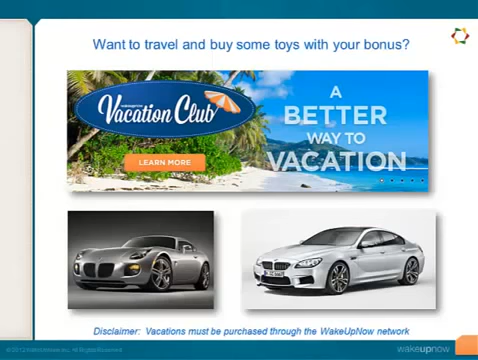 Want to travel and buy some toys with your bonus?
Vacation Club
LEARN MORE
A
BETTER
WAY TO
VACATION
Disclaimer: Vacations must be purchased through the WakeUpNow network
wakeupnow